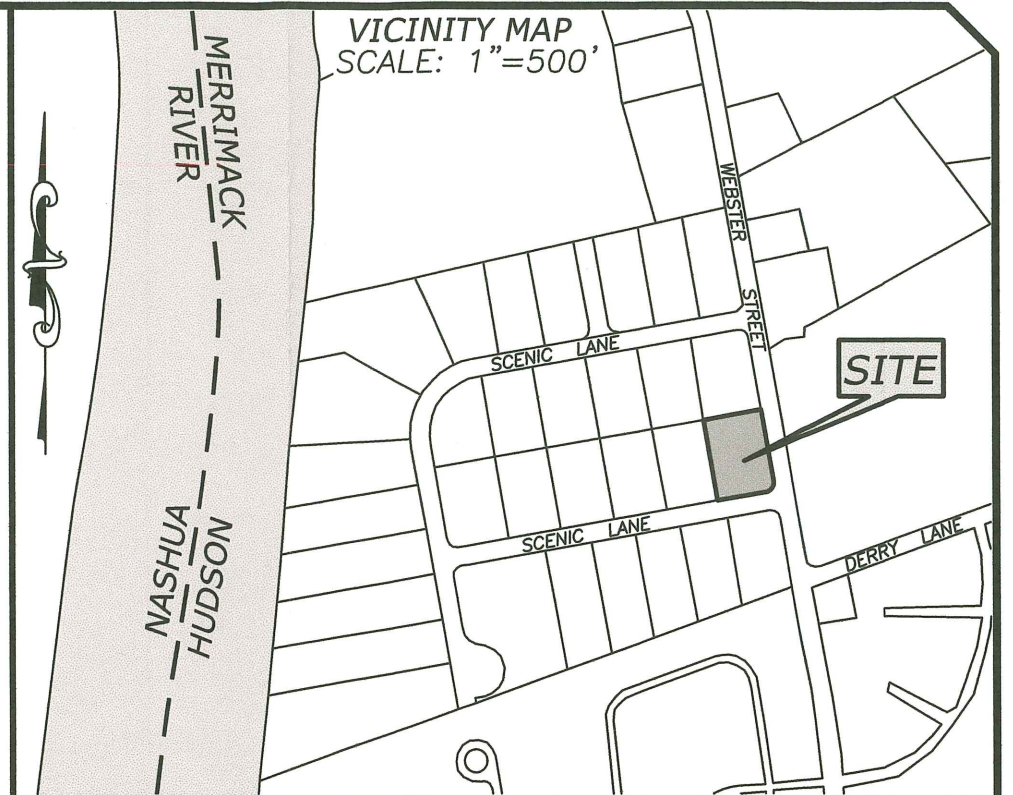 VICINITY MAP
SCALE: 1"=500'
MERRIMACK
RIVER
WEBSTER
STREET
SCENIC LANE
SITE
SCENIC LANE
DERRY LANE
NASHUA
HUDSON